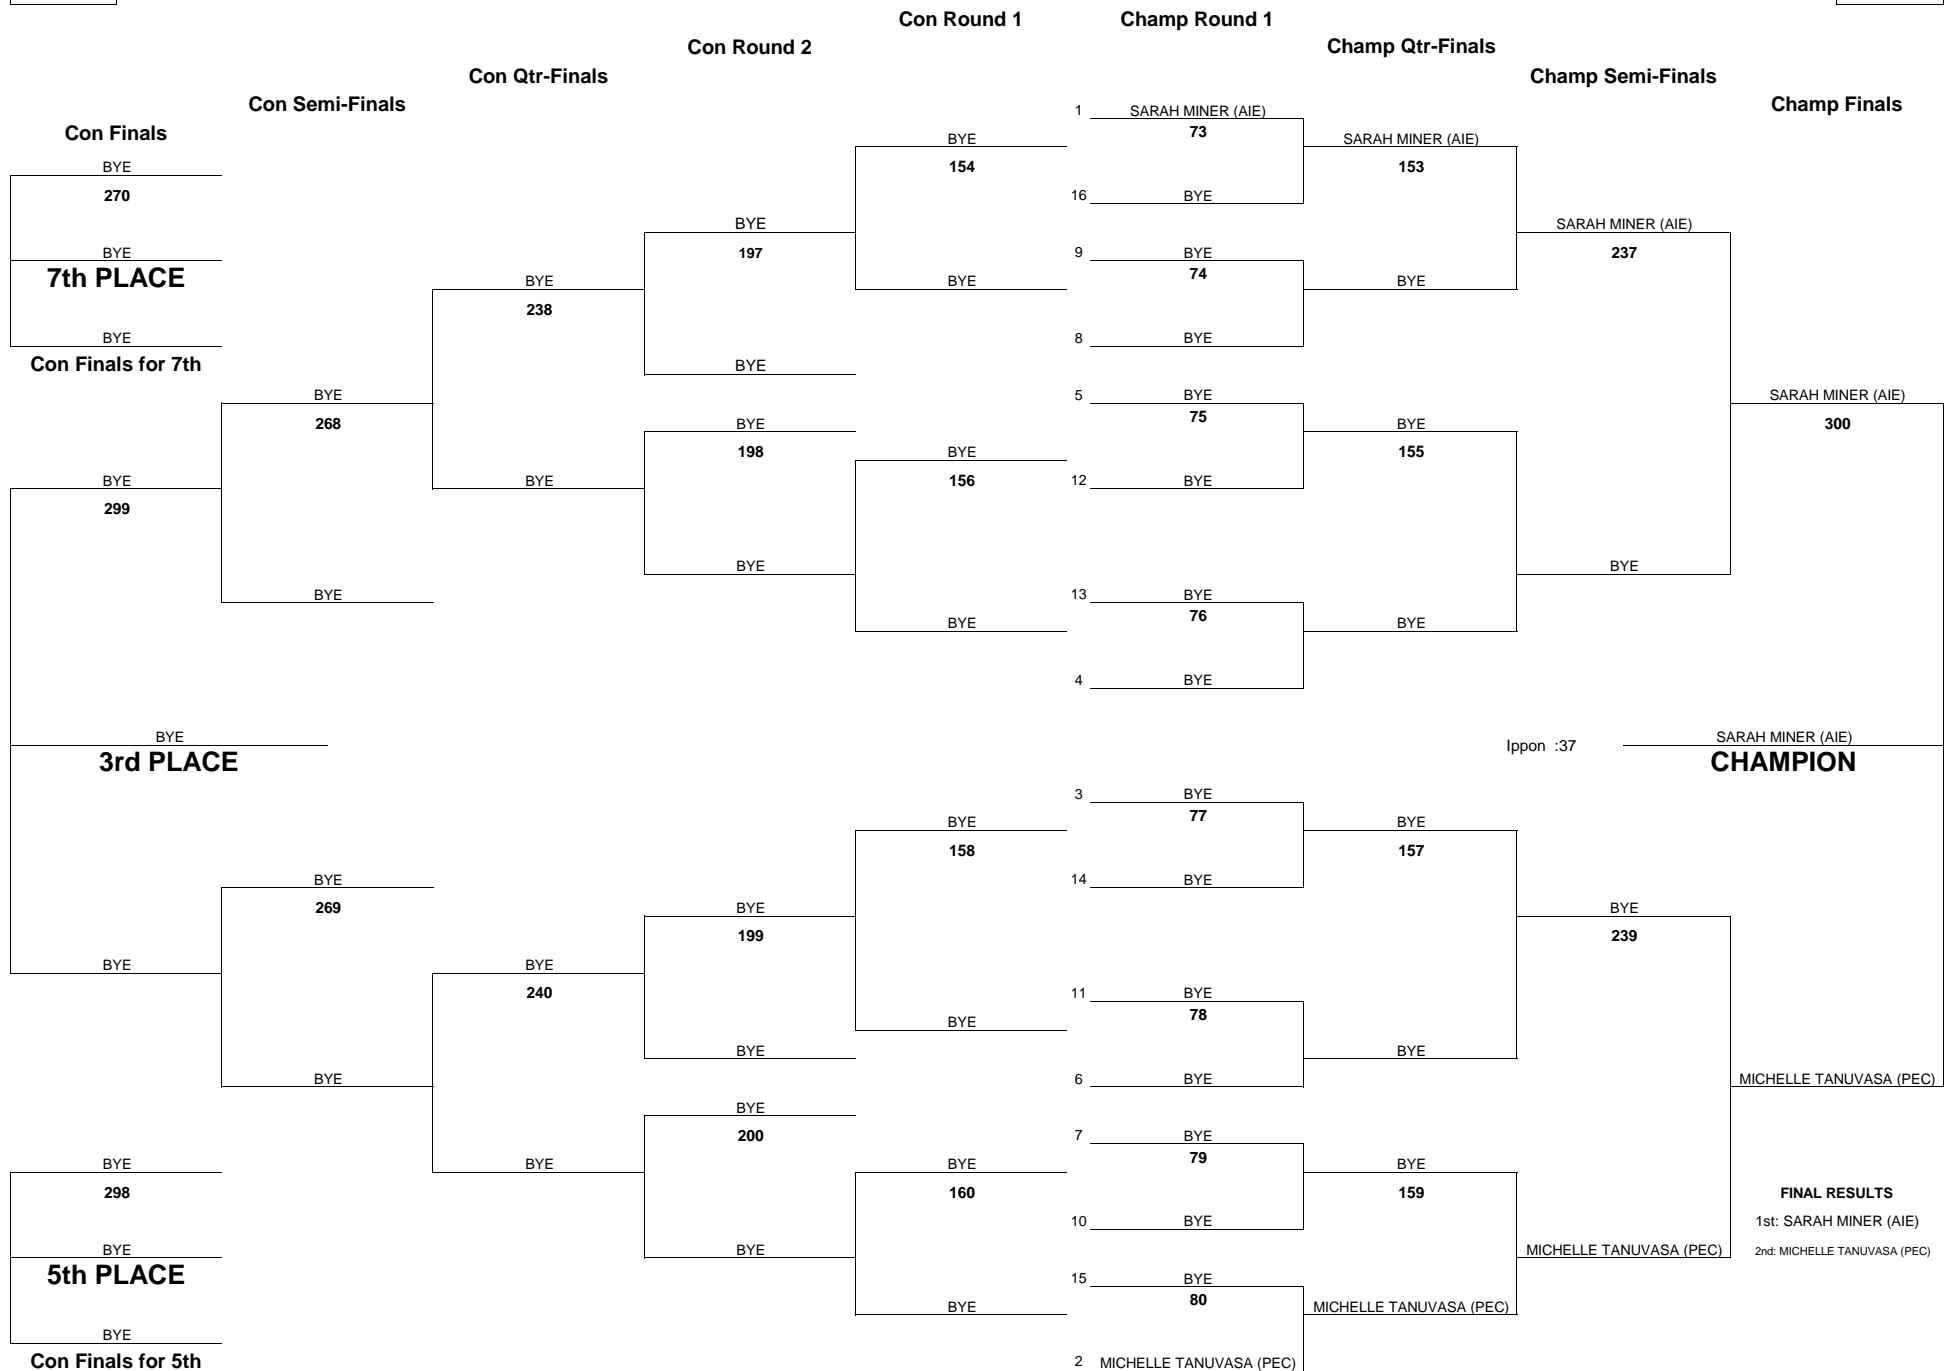 Con Round 1 Champ Round 1
Con Round 2 Champ Qtr-Finals
Con Qtr-Finals Champ Semi-Finals
Con Semi-Finals Champ Finals
1 SARAH MINER (AIE)
Con Finals 73
BYE SARAH MINER (AIE)
BYE 154 153
270 16 BYE
BYE SARAH MINER (AIE)
BYE 197 9 BYE 237
7th PLACE 74
BYE BYE BYE
238
BYE 8 BYE
Con Finals for 7th BYE
BYE 5 BYE SARAH MINER (AIE)
268 BYE 75 BYE 300
198 BYE 155
BYE BYE 156 12 BYE
299
BYE BYE
BYE 13 BYE
76
BYE BYE
4 BYE
BYE Ippon :37 SARAH MINER (AIE)
3rd PLACE CHAMPION
3 BYE
77
BYE BYE
158 157
BYE 14 BYE
269 BYE BYE
199 239
BYE BYE
240 11 BYE
78
BYE
BYE BYE
BYE 6 BYE MICHELLE TANUVASA (PEC)
BYE
200 7 BYE
79
BYE BYE BYE BYE
298 160 159 FINAL RESULTS
10 BYE 1st: SARAH MINER (AIE)
BYE BYE MICHELLE TANUVASA (PEC) 2nd: MICHELLE TANUVASA (PEC)
5th PLACE
15 BYE
80
BYE MICHELLE TANUVASA (PEC)
BYE
Con Finals for 5th 2 MICHELLE TANUVASA (PEC)